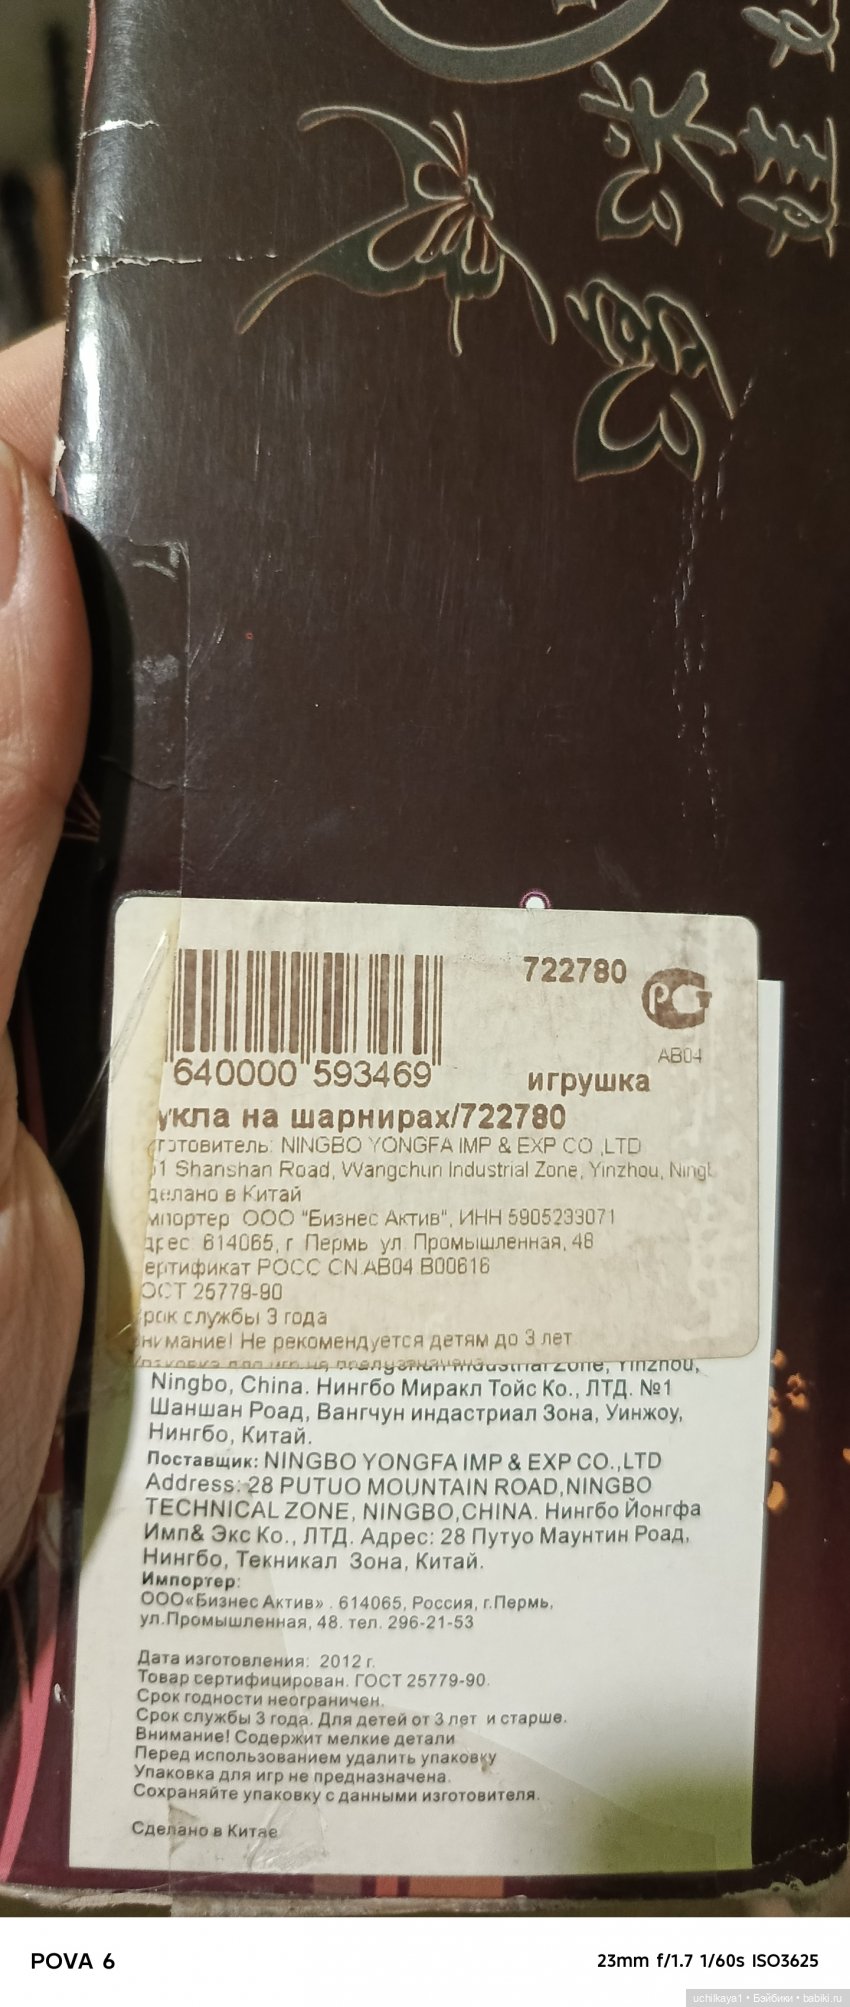 722780
РСТ
АВ04
640000 593469
игрушка
укла на шарнирах/722780
готовитель: NINGBO YONGFA IMP & EXP CO .,LTD
1 Shanshan Road, Wangchun Industrial Zone, Yinzhou, Ningb
делано в Китай
мпортер ООО "Бизнес Актив", ИНН 5905233071
дрес: 614065, г Пермь ул. Промышленная, 48
ертификат РОСС CN АВ04 В00616
ОСТ 25779-90
рок службы 3 года
нимание! Не рекомендуется детям до 3 лет
Industrial Zone, Yinzhou,
Ningbo, China. Нингбо Миракл Тойс Ко., ЛТД. №1
Шаншан Роад, Вангчун индастриал Зона, Уинжоу,
Нингбо, Китай.
Поставщик: NINGBO YONGFA IMP & EXP CO.,LTD
Address: 28 PUTUO MOUNTAIN ROAD,NINGBO
TECHNICAL ZONE, NINGBO,CHINA. Нингбо Йонгфа
Имп& Экс Ко., ЛТД. Адрес: 28 Путуо Маунтин Роад,
Нингбо, Текникал Зона, Китай.
Импортер:
ООО«Бизнес Актив» . 614065, Россия, г.Пермь,
ул.Промышленная, 48. тел. 296-21-53
Дата изготовления: 2012 г.
Товар сертифицирован. ГОСТ 25779-90.
Срок годности неограничен.
Срок службы 3 года. Для детей от 3 лет и старше.
Внимание! Содержит мелкие детали
Перед использованием удалить упаковку
Упаковка для игр не предназначена.
Сохраняйте упаковку с данными изготовителя.
Сделано в Китае
POVA 6
23mm f/1.7 1/60s ISO3625
uchilkaya1 • Бэйбики • babiki.ru